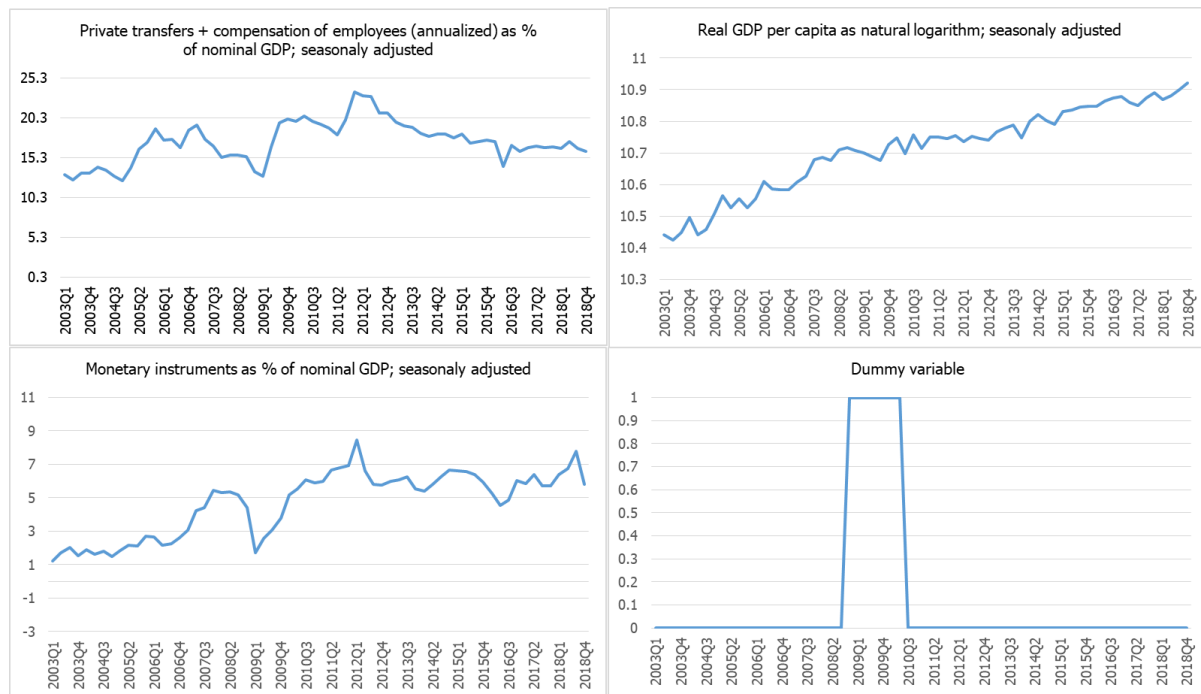 Private transfers + compensation of employees (annualized) as %
of nominal GDP; seasonaly adjusted
25.3
20.3
15.3
10.3
5.3
0.3
2003Q1
2003Q4
2004Q3
2005Q2
2006Q1
2006Q4
2007Q3
2008Q2
2009Q1
2009Q4
2010Q3
2011Q2
2012Q1
2012Q4
2013Q3
2014Q2
2015Q1
2015Q4
2016Q3
2017Q2
2018Q1
2018Q4
Real GDP per capita as natural logarithm; seasonaly adjusted
11
10.9
10.8
10.7
10.6
10.5
10.4
10.3
2003Q1
2003Q4
2004Q3
2005Q2
2006Q1
2006Q4
2007Q3
2008Q2
2009Q1
2009Q4
2010Q3
2011Q2
2012Q1
2012Q4
2013Q3
2014Q2
2015Q1
2015Q4
2016Q3
2017Q2
2018Q1
2018Q4
Monetary instruments as % of nominal GDP; seasonaly adjusted
11
9
7
5
3
1
-1
-3
2003Q1
2003Q4
2004Q3
2005Q2
2006Q1
2006Q4
2007Q3
2008Q2
2009Q1
2009Q4
2010Q3
2011Q2
2012Q1
2012Q4
2013Q3
2014Q2
2015Q1
2015Q4
2016Q3
2017Q2
2018Q1
2018Q4
Dummy variable
1
0.9
0.8
0.7
0.6
0.5
0.4
0.3
0.2
0.1
0
2003Q1
2003Q4
2004Q3
2005Q2
2006Q1
2006Q4
2007Q3
2008Q2
2009Q1
2009Q4
2010Q3
2011Q2
2012Q1
2012Q4
2013Q3
2014Q2
2015Q1
2015Q4
2016Q3
2017Q2
2018Q1
2018Q4